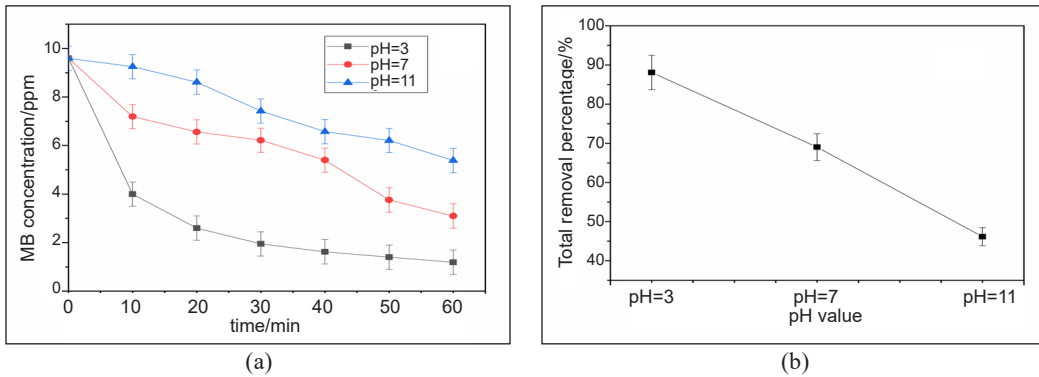 10
8
6
4
2
0
MB concentration/ppm
pH=3
pH=7
pH=11
0 10 20 30 40 50 60
time/min
(a)
100
90
80
70
60
50
40
Total removal percentage/%
pH=3 pH=7 pH=11
pH value
(b)